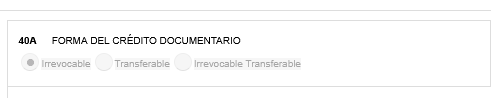 40A FORMA DEL CRÉDITO DOCUMENTARIO
Irrevocable Transferable Irrevocable Transferable